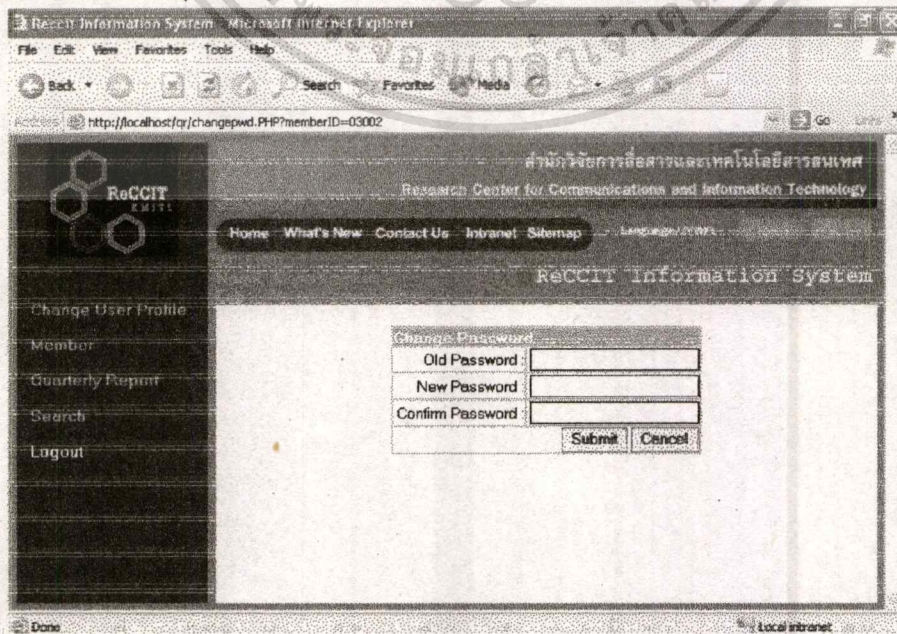 Reccit Information System - Microsoft Internet Explorer
File Edit View Favorites Tools Help
Back Search Favorites Media
Address http://localhost/qr/changepwd.PHP?memberID=03002 Go Links
ReCCIT
KMITL
สำนักวิจัยการสื่อสารและเทคโนโลยีสารสนเทศ
Research Center for Communications and Information Technology
Home What's New Contact Us Intranet Sitemap
ReCCIT Information System
Change User Profile
Member
Quarterly Report
Search
Logout
Change Password
Old Password :
New Password :
Confirm Password :
Submit Cancel
Done Local intranet